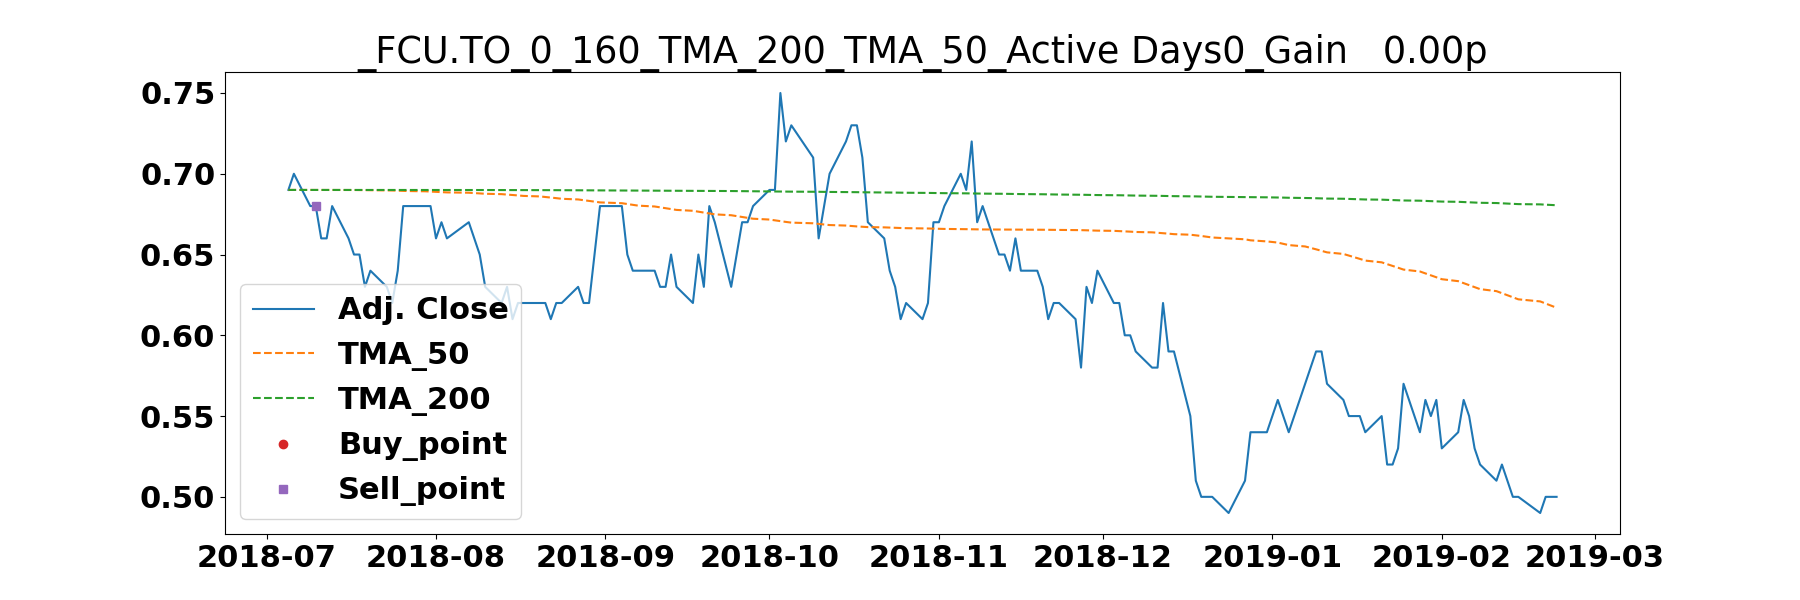 _FCU.TO_0_160_TMA_200_TMA_50_Active Days0_Gain   0.00p
0.75
0.70
0.65
0.60
0.55
0.50
Adj. Close
TMA_50
TMA_200
Buy_point
Sell_point
2018-07 2018-08 2018-09 2018-10 2018-11 2018-12 2019-01 2019-02 2019-03